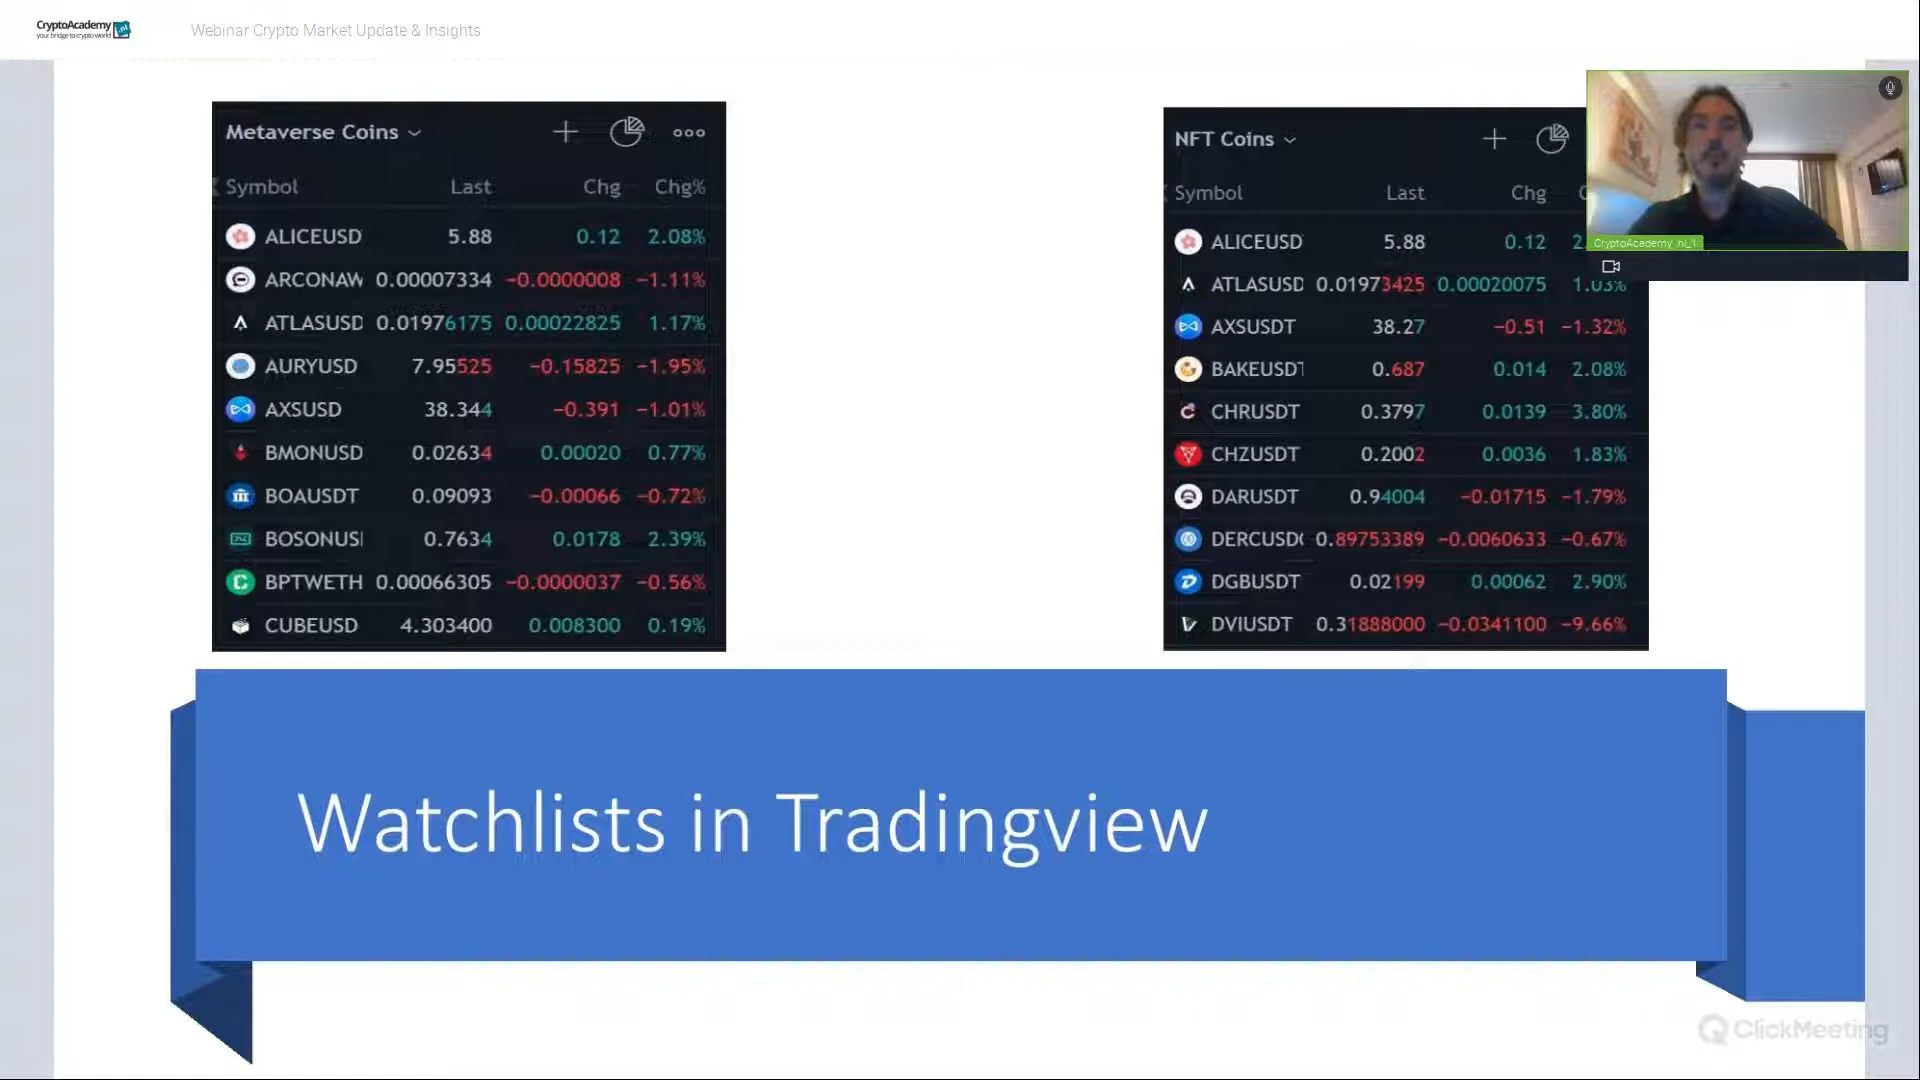 CryptoAcademy.nl
your bridge to crypto world
Webinar Crypto Market Update & Insights
Metaverse Coins
Symbol Last Chg Chg%
ALICEUSD 5.88 0.12 2.08%
ARCONAW 0.00007334 −0.0000008 −1.11%
ATLASUSD 0.01976175 0.00022825 1.17%
AURYUSD 7.95525 −0.15825 −1.95%
AXSUSD 38.344 −0.391 −1.01%
BMONUSD 0.02634 0.00020 0.77%
BOAUSDT 0.09093 −0.00066 −0.72%
BOSONUSI 0.7634 0.0178 2.39%
BPTWETH 0.00066305 −0.0000037 −0.56%
CUBEUSD 4.303400 0.008300 0.19%
NFT Coins
Symbol Last Chg
ALICEUSD 5.88 0.12 2.
ATLASUSD 0.01973425 0.00020075 1.03%
AXSUSDT 38.27 −0.51 −1.32%
BAKEUSDT 0.687 0.014 2.08%
CHRUSDT 0.3797 0.0139 3.80%
CHZUSDT 0.2002 0.0036 1.83%
DARUSDT 0.94004 −0.01715 −1.79%
DERCUSD 0.89753389 −0.0060633 −0.67%
DGBUSDT 0.02199 0.00062 2.90%
DVIUSDT 0.31888000 −0.0341100 −9.66%
CryptoAcademy .nl_1
Watchlists in Tradingview
ClickMeeting